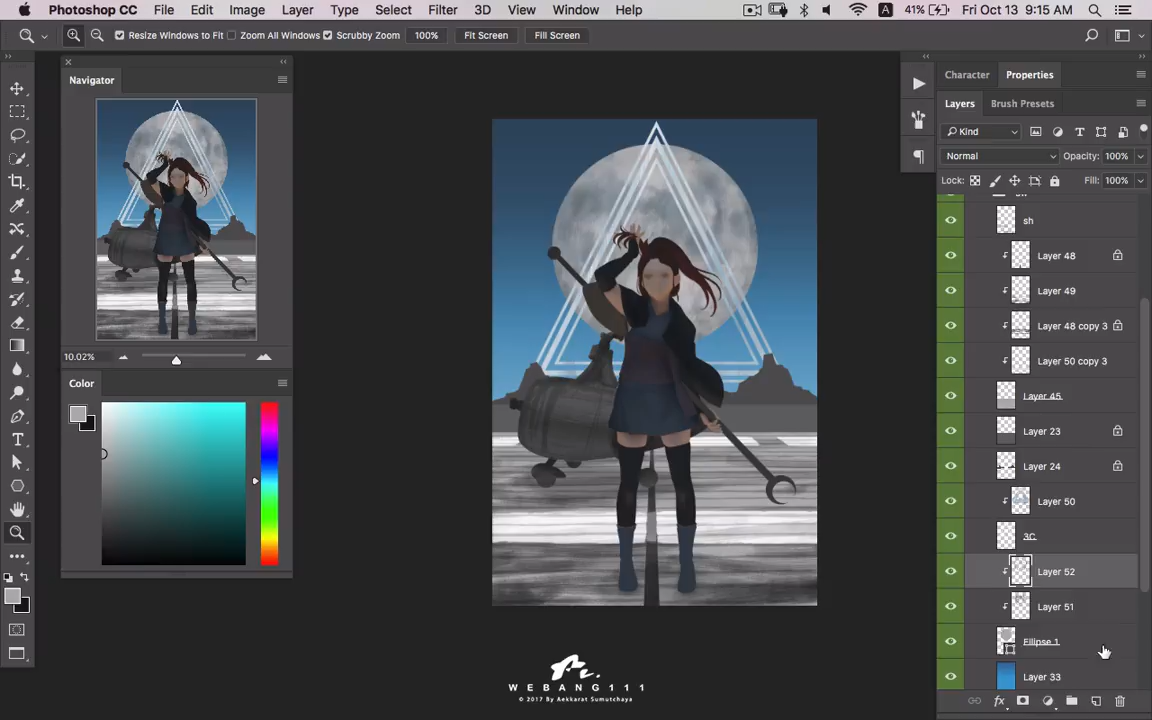 Photoshop CC File Edit Image Layer Type Select Filter 3D View Window Help A 41% Fri Oct 13 9:15 AM
Resize Windows to Fit Zoom All Windows Scrubby Zoom 100% Fit Screen Fill Screen
Navigator
10.02%
Color
Character Properties
Layers Brush Presets
Kind
Normal Opacity: 100%
Lock: Fill: 100%
sh
Layer 48
Layer 49
Layer 48 copy 3
Layer 50 copy 3
Layer 45
Layer 23
Layer 24
Layer 50
3C
Layer 52
Layer 51
Ellipse 1
Layer 33
fx
WEBANG111
© 2017 By Aekkarat Sumutchaya